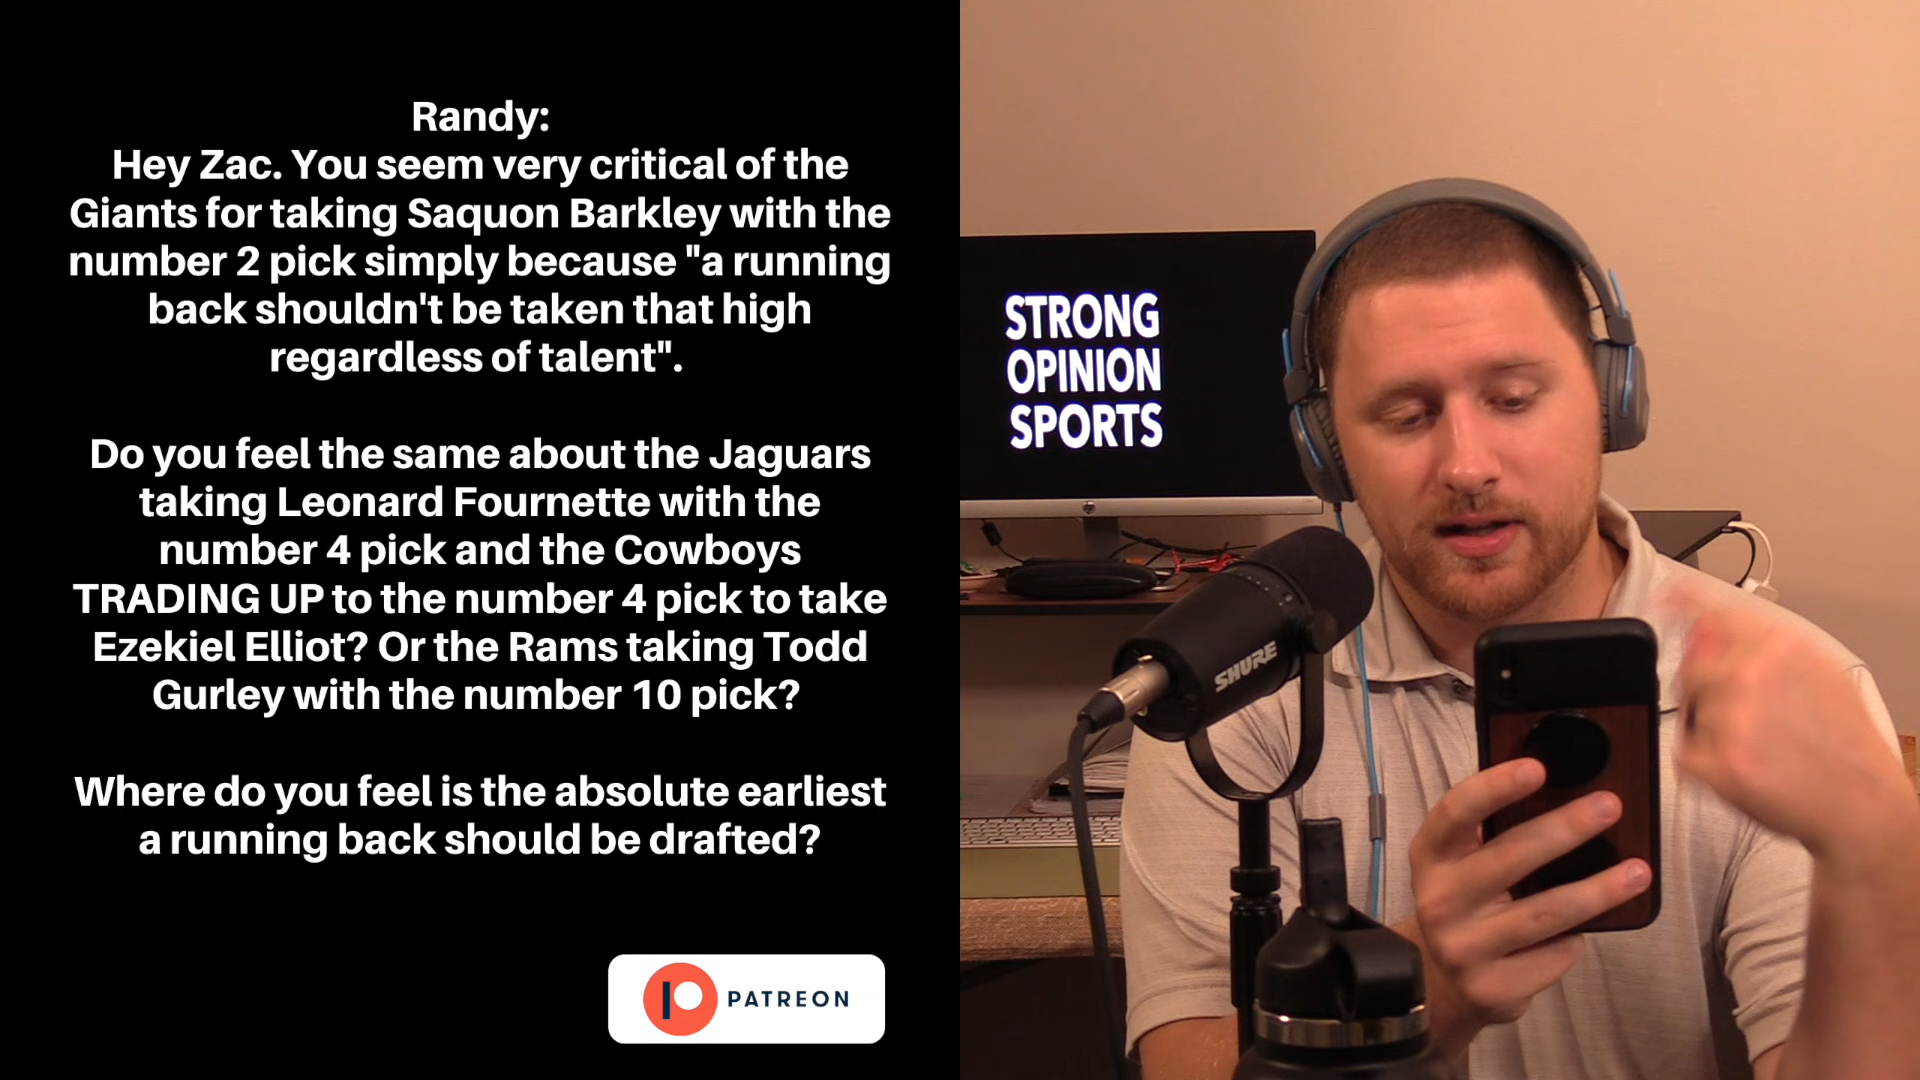 Randy:
Hey Zac. You seem very critical of the
Giants for taking Saquon Barkley with the
number 2 pick simply because "a running
back shouldn't be taken that high
regardless of talent".
Do you feel the same about the Jaguars
taking Leonard Fournette with the
number 4 pick and the Cowboys
TRADING UP to the number 4 pick to take
Ezekiel Elliot? Or the Rams taking Todd
Gurley with the number 10 pick?
Where do you feel is the absolute earliest
a running back should be drafted?
PATREON
STRONG
OPINION
SPORTS
SHURE